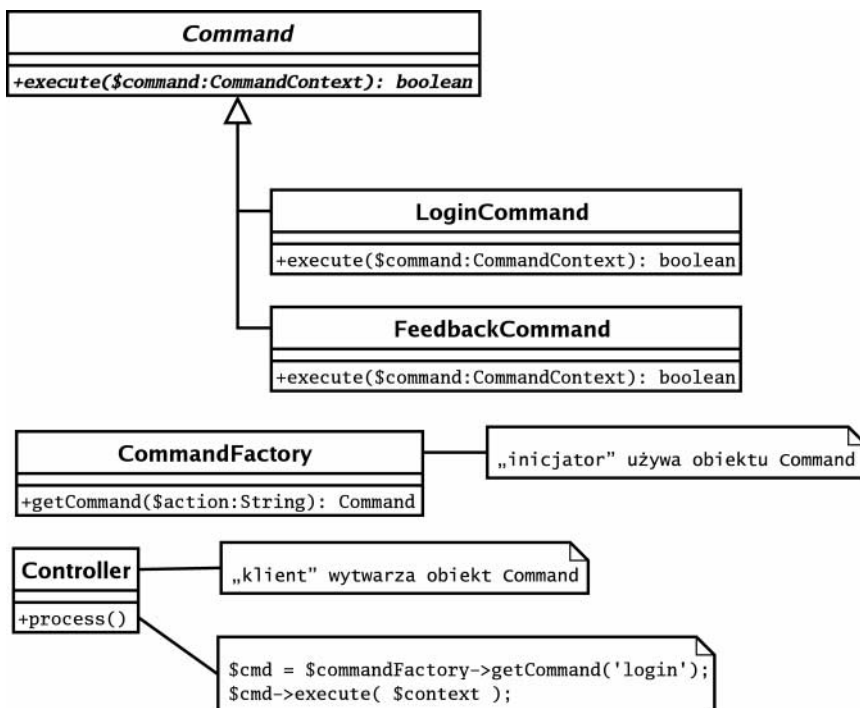 Command
+execute($command:CommandContext): boolean
LoginCommand
+execute($command:CommandContext): boolean
FeedbackCommand
+execute($command:CommandContext): boolean
CommandFactory
+getCommand($action:String): Command
„inicjator” używa obiektu Command
Controller
+process()
„klient” wytwarza obiekt Command
$cmd = $commandFactory->getCommand('login');
$cmd->execute( $context );